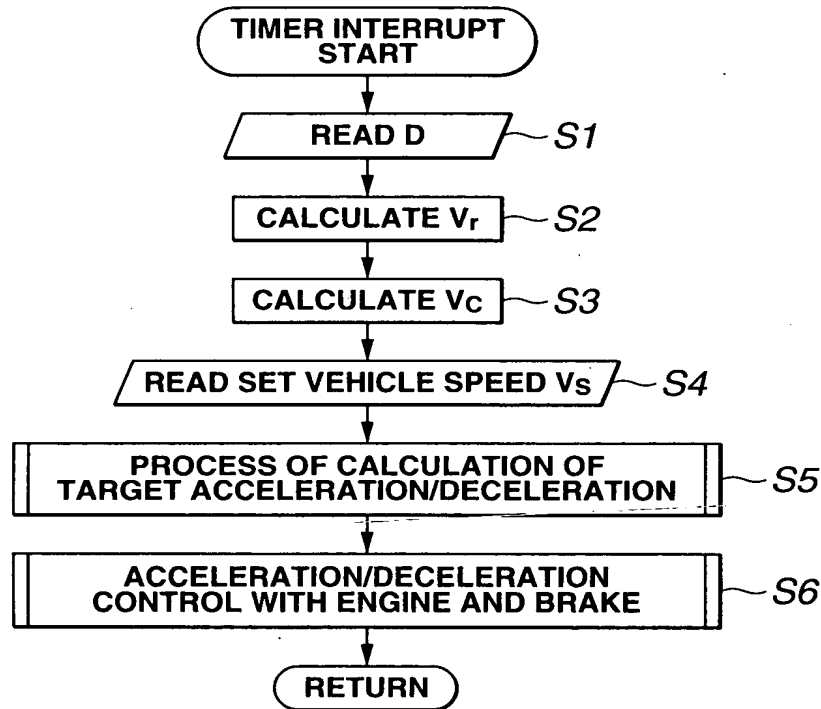 TIMER INTERRUPT
START
READ D
S1
CALCULATE Vr
S2
CALCULATE VC
S3
READ SET VEHICLE SPEED VS
S4
PROCESS OF CALCULATION OF
TARGET ACCELERATION/DECELERATION
S5
ACCELERATION/DECELERATION
CONTROL WITH ENGINE AND BRAKE
S6
RETURN